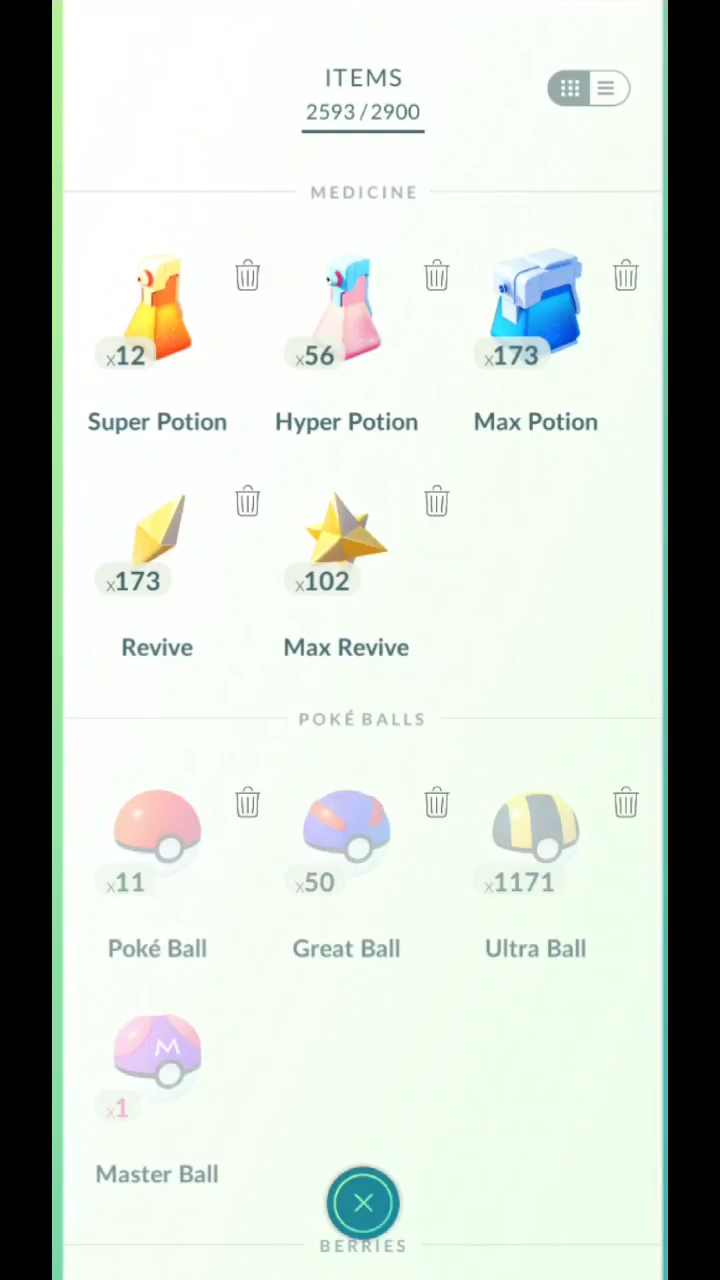 ITEMS
2593/2900
MEDICINE
x12 x56 x173
Super Potion Hyper Potion Max Potion
x173 x102
Revive Max Revive
POKÉ BALLS
x11 x50 x1171
Poké Ball Great Ball Ultra Ball
M
x1
Master Ball
BERRIES